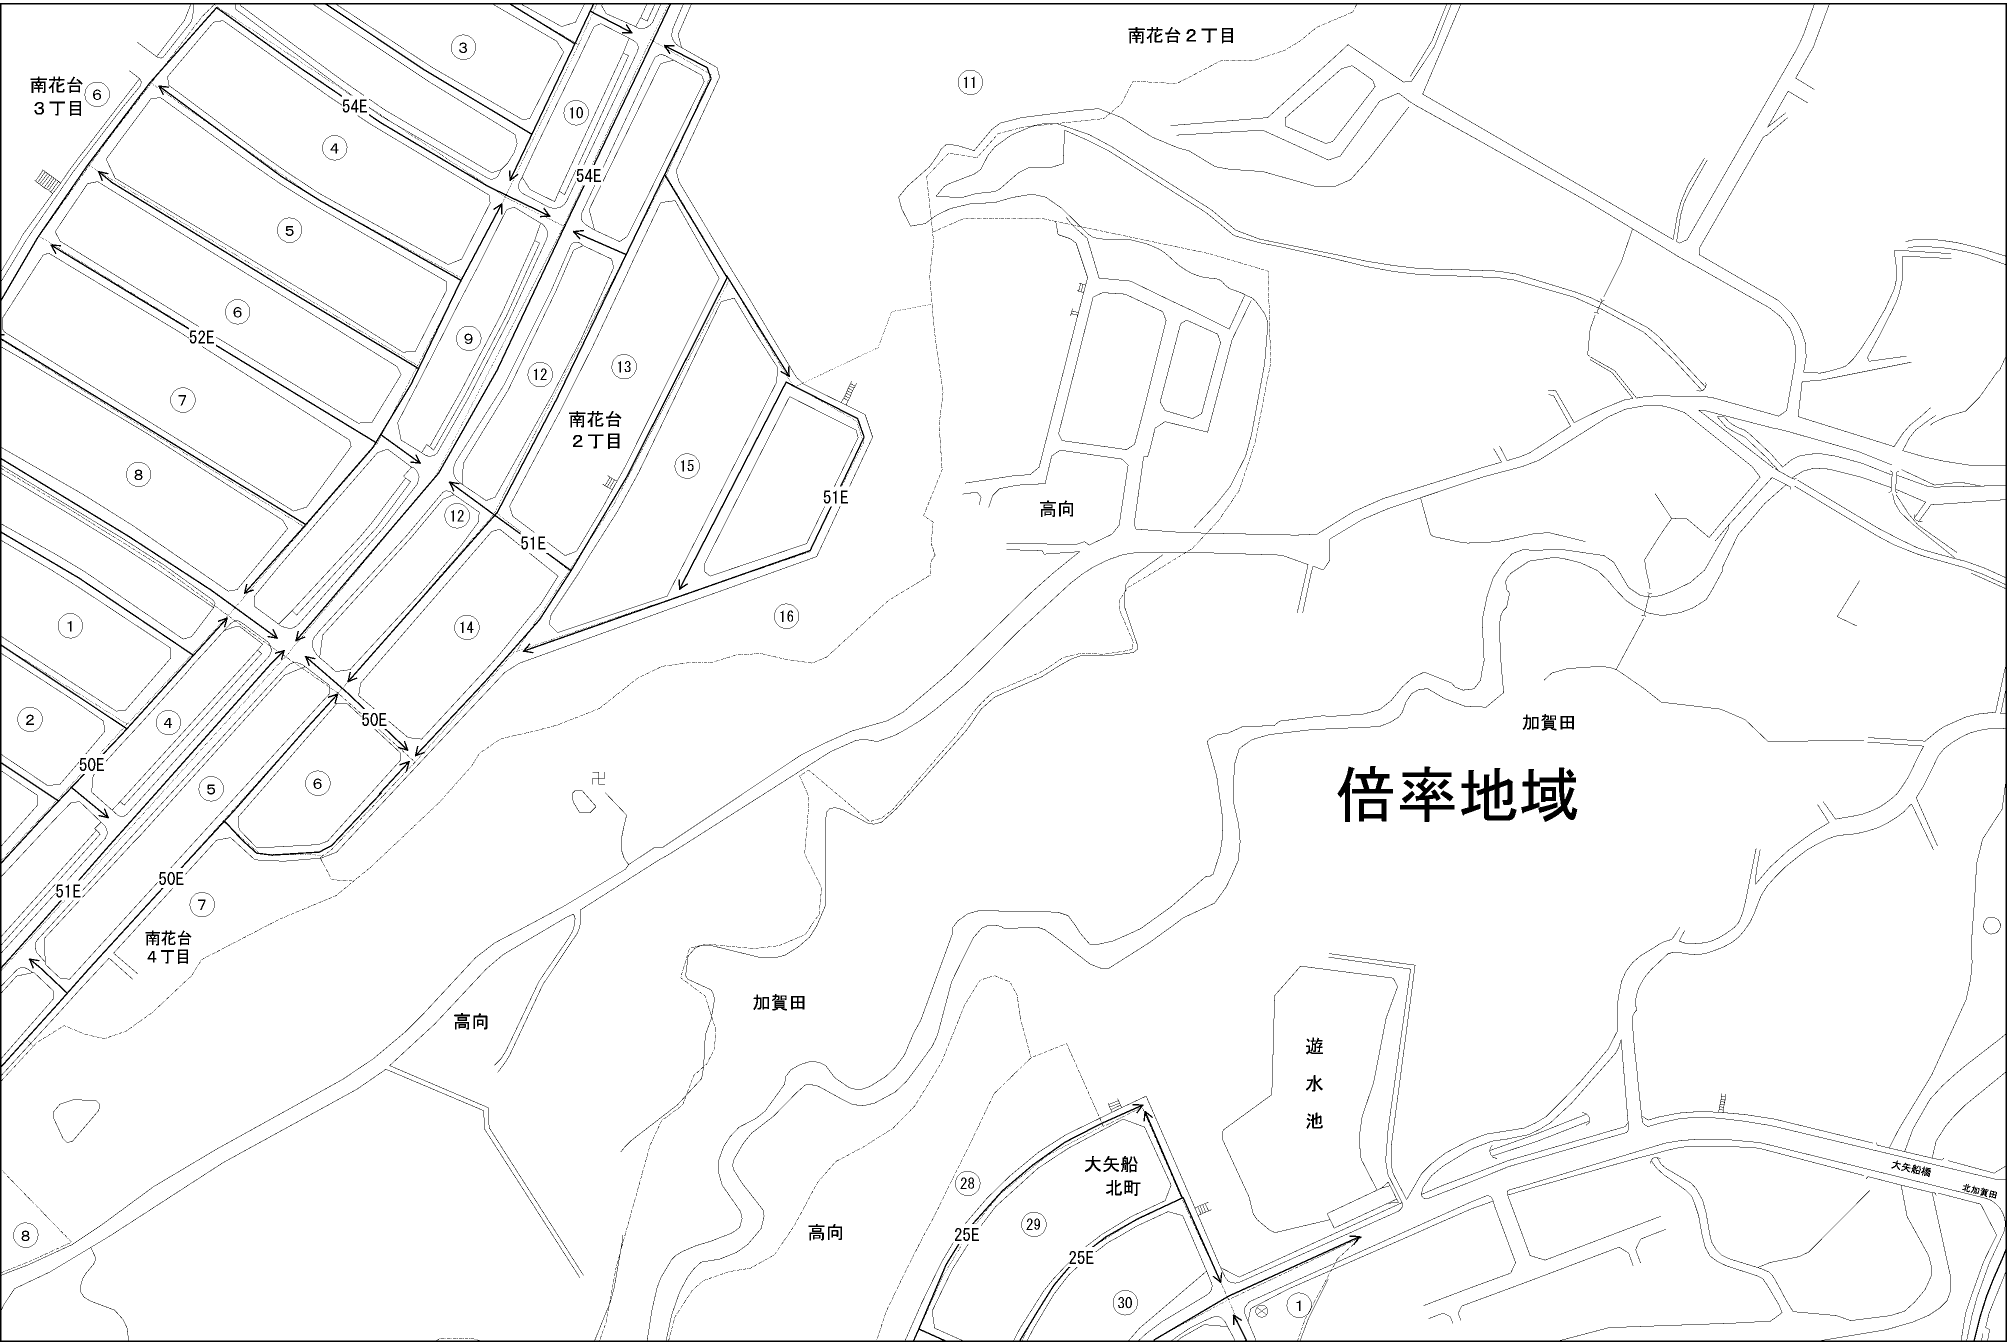 南花台２丁目
③
⑪
南花台
３丁目
⑥
54E
⑩
④
54E
⑤
⑥
52E
⑨
⑬
⑫
⑦
南花台
２丁目
⑮
⑧
51E
高向
⑫
51E
⑯
①
⑭
②
④
50E
加賀田
50E
⑤
⑥
卍
倍率地域
50E
51E
⑦
南花台
４丁目
加賀田
高向
遊
水
池
大矢船
北町
大矢船橋
㉘
北加賀田
㉙
⑧
高向
25E
25E
㉚
①